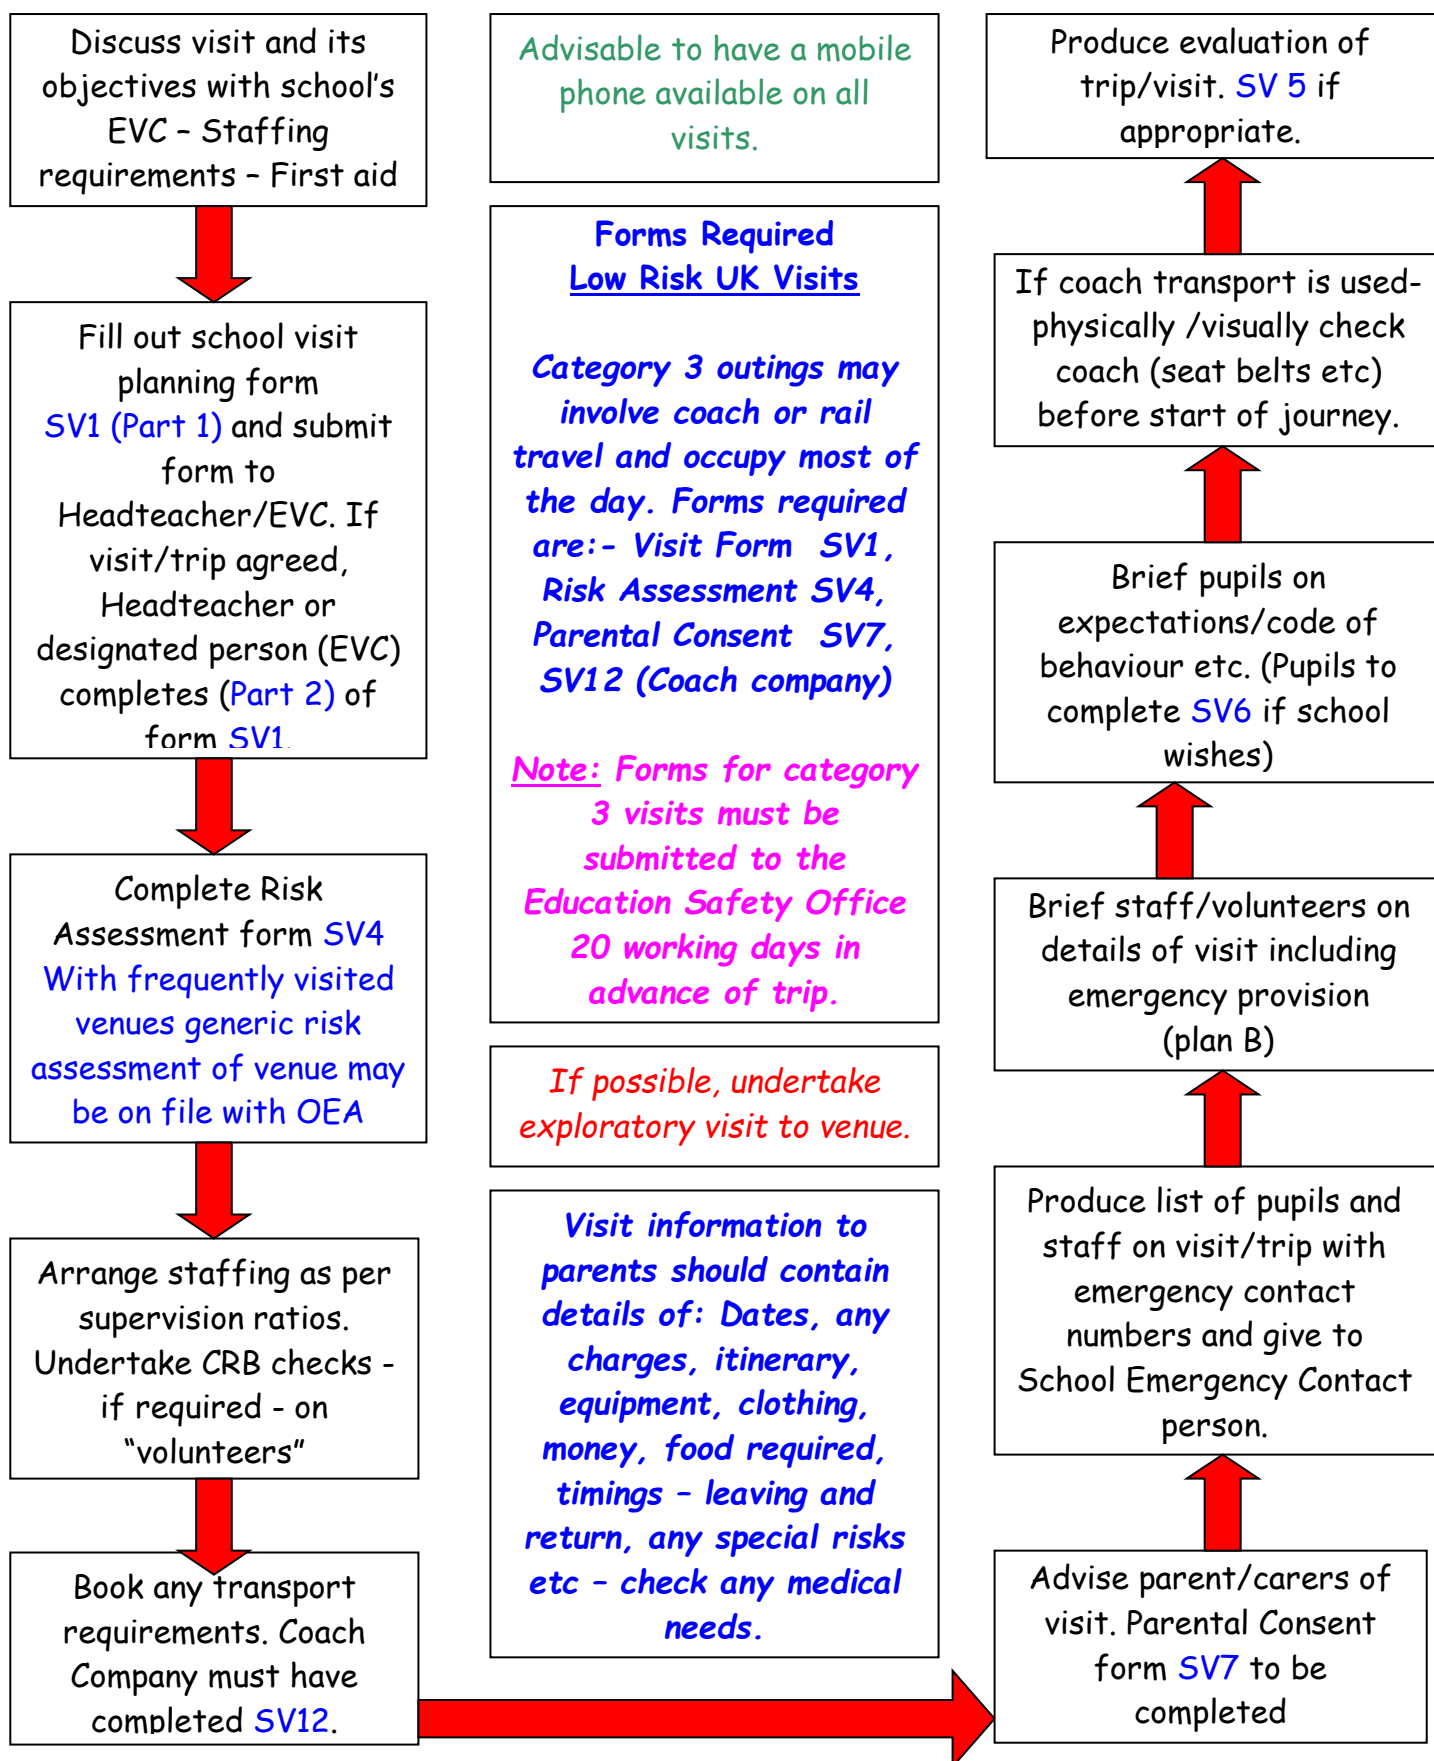 Discuss visit and its
objectives with school's
EVC – Staffing
requirements – First aid
Fill out school visit
planning form
SV1 (Part 1) and submit
form to
Headteacher/EVC. If
visit/trip agreed,
Headteacher or
designated person (EVC)
completes (Part 2) of
form SV1.
Complete Risk
Assessment form SV4
With frequently visited
venues generic risk
assessment of venue may
be on file with OEA
Arrange staffing as per
supervision ratios.
Undertake CRB checks -
if required - on
“volunteers”
Book any transport
requirements. Coach
Company must have
completed SV12.
Advisable to have a mobile
phone available on all
visits.
Forms Required
Low Risk UK Visits
Category 3 outings may
involve coach or rail
travel and occupy most of
the day. Forms required
are:- Visit Form SV1,
Risk Assessment SV4,
Parental Consent SV7,
SV12 (Coach company)
Note: Forms for category
3 visits must be
submitted to the
Education Safety Office
20 working days in
advance of trip.
If possible, undertake
exploratory visit to venue.
Visit information to
parents should contain
details of: Dates, any
charges, itinerary,
equipment, clothing,
money, food required,
timings – leaving and
return, any special risks
etc – check any medical
needs.
Advise parent/carers of
visit. Parental Consent
form SV7 to be
completed
Produce list of pupils and
staff on visit/trip with
emergency contact
numbers and give to
School Emergency Contact
person.
Brief staff/volunteers on
details of visit including
emergency provision
(plan B)
Brief pupils on
expectations/code of
behaviour etc. (Pupils to
complete SV6 if school
wishes)
If coach transport is used-
physically /visually check
coach (seat belts etc)
before start of journey.
Produce evaluation of
trip/visit. SV 5 if
appropriate.